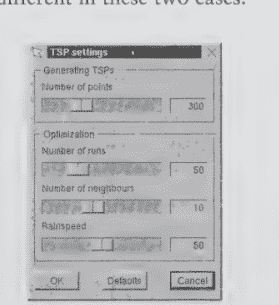 different in these two cases.
TSP settings
Generating TSPs
Number of points
300
Optimization
Number of runs
50
Number of neighbours
10
Rainspeed
50
OK Defaults Cancel